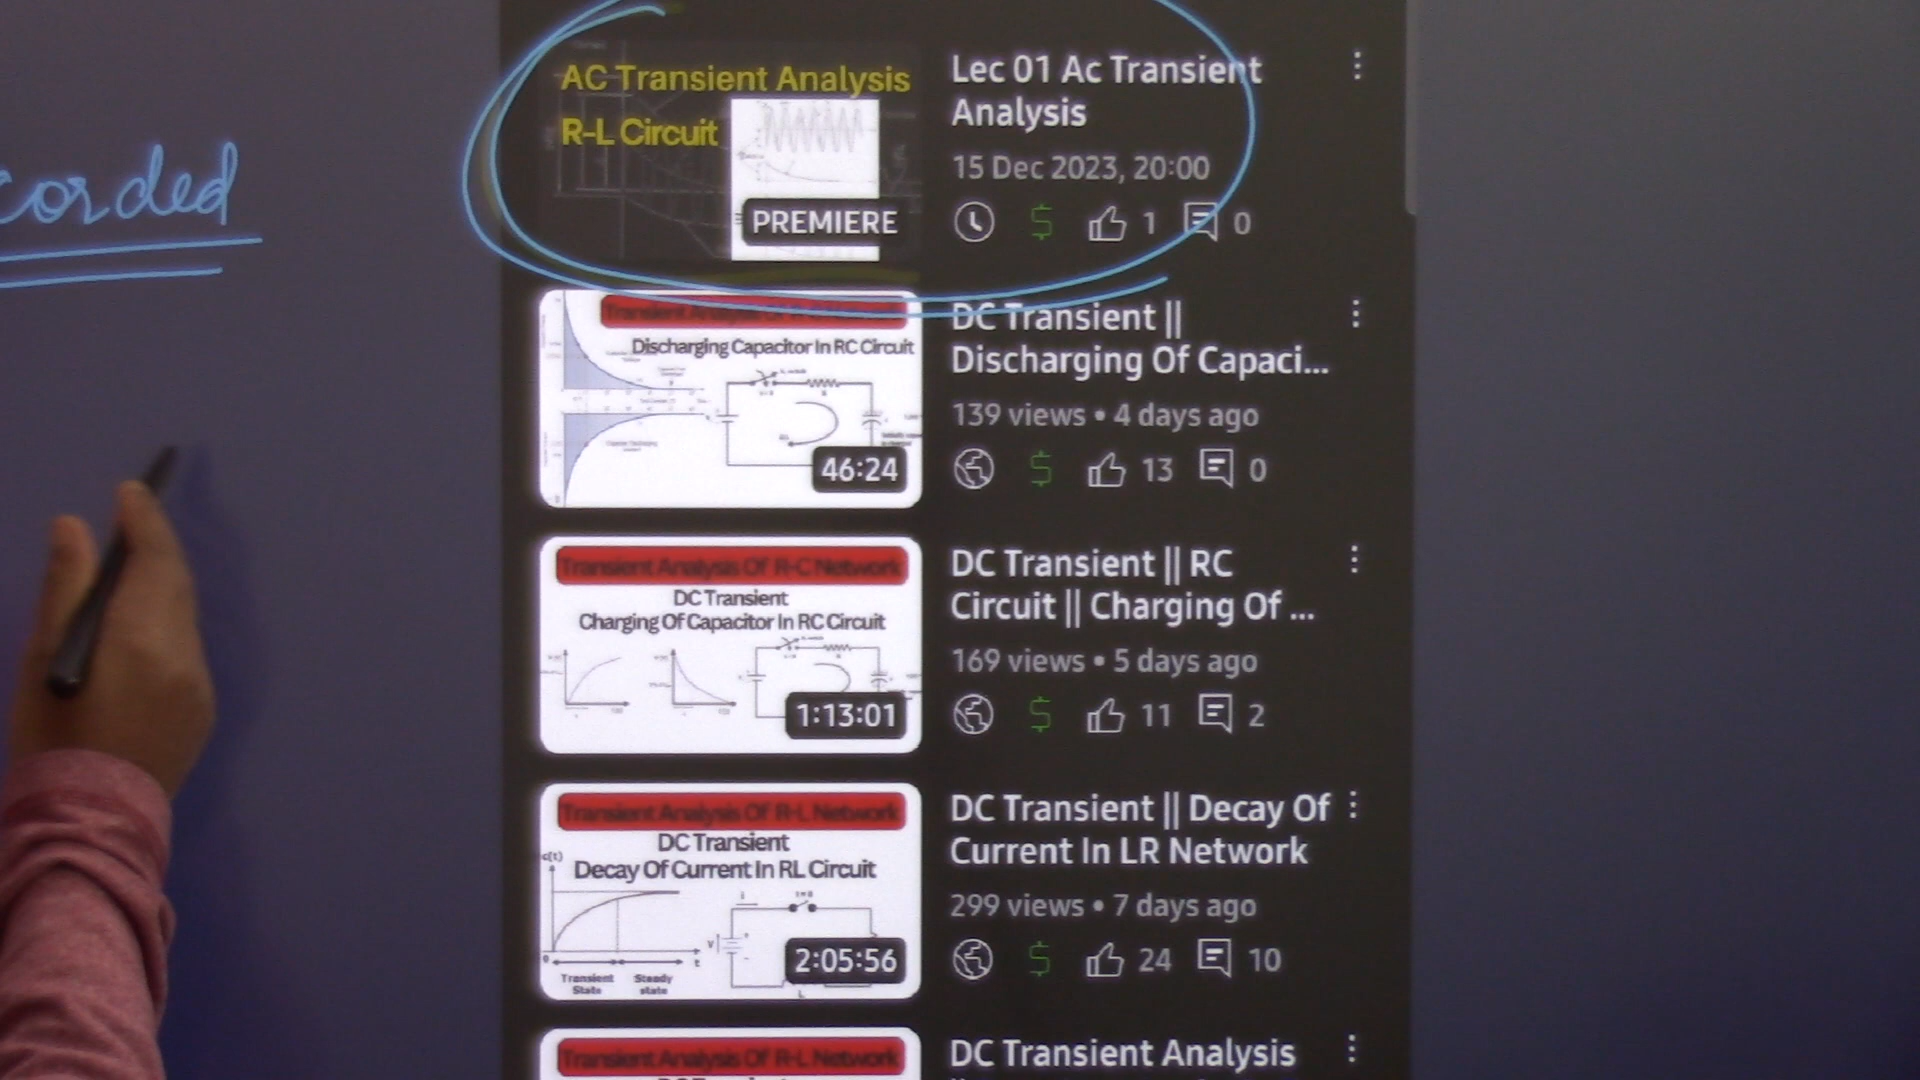 corded
AC Transient Analysis
R-L Circuit
PREMIERE
Lec 01 Ac Transient
Analysis
15 Dec 2023, 20:00
1
0
Discharging Capacitor In RC Circuit
46:24
DC Transient ||
Discharging Of Capaci...
139 views • 4 days ago
13
0
Transient Analysis Of R-C Network
DC Transient
Charging Of Capacitor In RC Circuit
1:13:01
DC Transient || RC
Circuit || Charging Of ...
169 views • 5 days ago
11
2
Transient Analysis Of R-L Network
DC Transient
Decay Of Current In RL Circuit
Transient
State
Steady
state
t
V
L
2:05:56
DC Transient || Decay Of
Current In LR Network
299 views • 7 days ago
24
10
Transient Analysis Of R-L Network
DC Transient Analysis